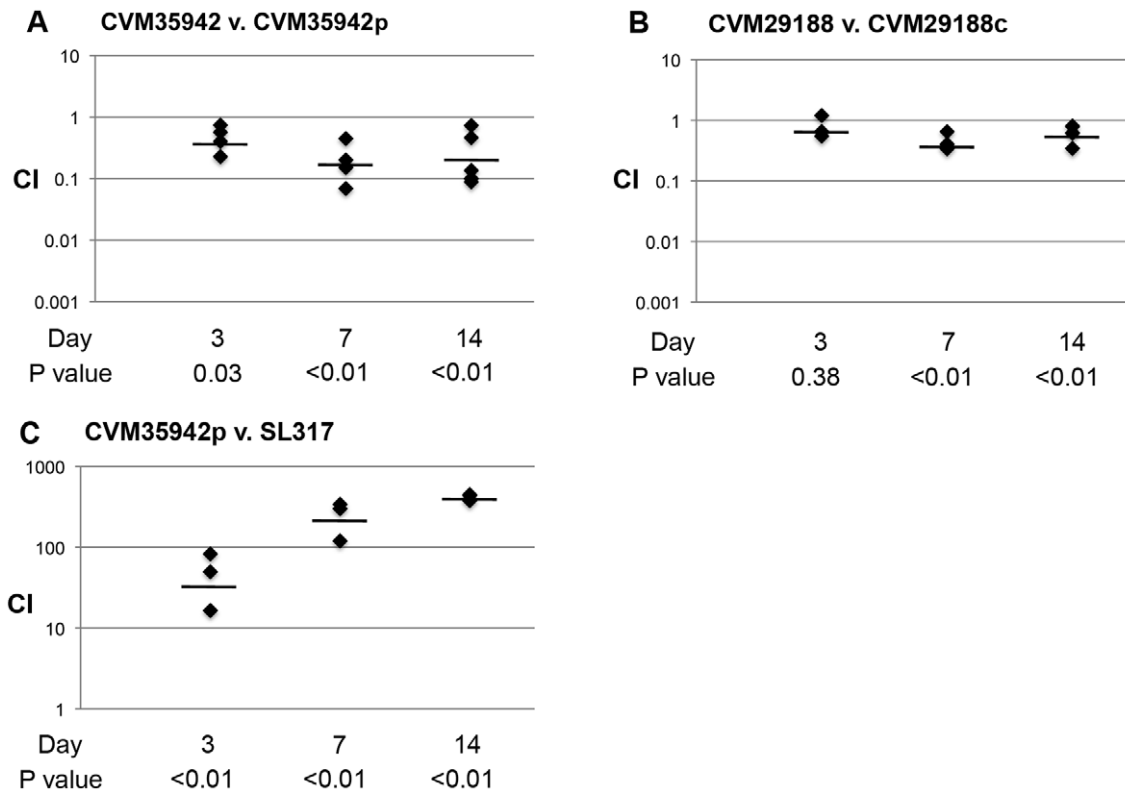 A CVM35942 v. CVM35942p
10
1
CI
0.1
0.01
0.001
Day 3 7 14
P value 0.03 <0.01 <0.01
B CVM29188 v. CVM29188c
10
1
CI
0.1
0.01
0.001
Day 3 7 14
P value 0.38 <0.01 <0.01
C CVM35942p v. SL317
1000
100
CI
10
1
Day 3 7 14
P value <0.01 <0.01 <0.01